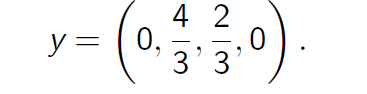 y = (0, 4/3, 2/3, 0).